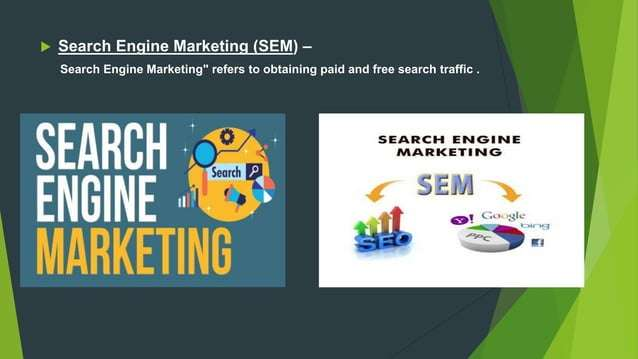 Search Engine Marketing (SEM) –
Search Engine Marketing" refers to obtaining paid and free search traffic .
SEARCH
ENGINE
MARKETING
Search
SEARCH ENGINE
MARKETING
SEM
SEO
Y!
Google
bing
PPC
f